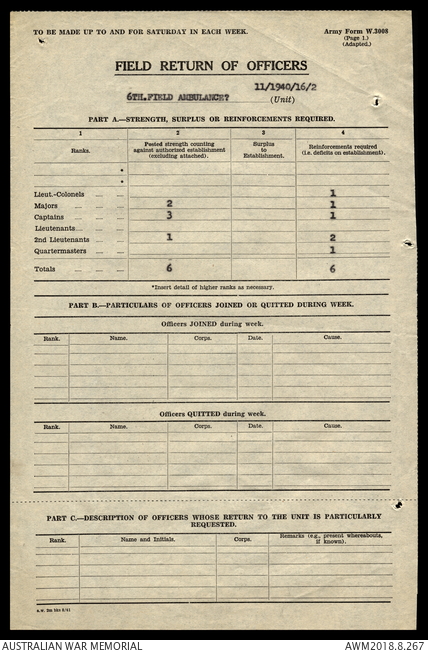 TO BE MADE UP TO AND FOR SATURDAY IN EACH WEEK. Army Form W.3008
(Page 1.)
(Adapted.)
FIELD RETURN OF OFFICERS
11/1940/16/2
6TH.FIELD AMBULANCE? (Unit)
PART A.—STRENGTH, SURPLUS OR REINFORCEMENTS REQUIRED.
1 2 3 4
Ranks. Posted strength counting against authorized establishment (excluding attached). Surplus to Establishment. Reinforcements required (i.e. deficits on establishment).
*
*
Lieut.-Colonels 1
Majors 2 1
Captains 3 1
Lieutenants
2nd Lieutenants 1 2
Quartermasters 1
Totals 6 6
*Insert detail of higher ranks as necessary.
PART B.—PARTICULARS OF OFFICERS JOINED OR QUITTED DURING WEEK.
Officers JOINED during week.
Rank. Name. Corps. Date. Cause.
Officers QUITTED during week.
Rank. Name. Corps. Date. Cause.
PART C.—DESCRIPTION OF OFFICERS WHOSE RETURN TO THE UNIT IS PARTICULARLY
REQUESTED.
Rank. Name and Initials. Corps. Remarks (e.g., present whereabouts, if known).
AUSTRALIAN WAR MEMORIAL AWM2018.8.267